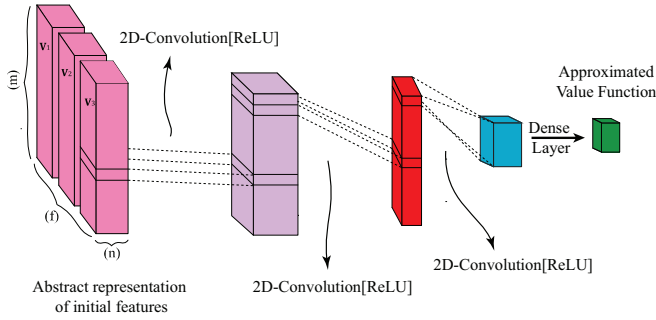 2D-Convolution[ReLU]
V1
V2
V3
(m)
(f)
(n)
Abstract representation
of initial features
2D-Convolution[ReLU]
2D-Convolution[ReLU]
Dense
Layer
Approximated
Value Function